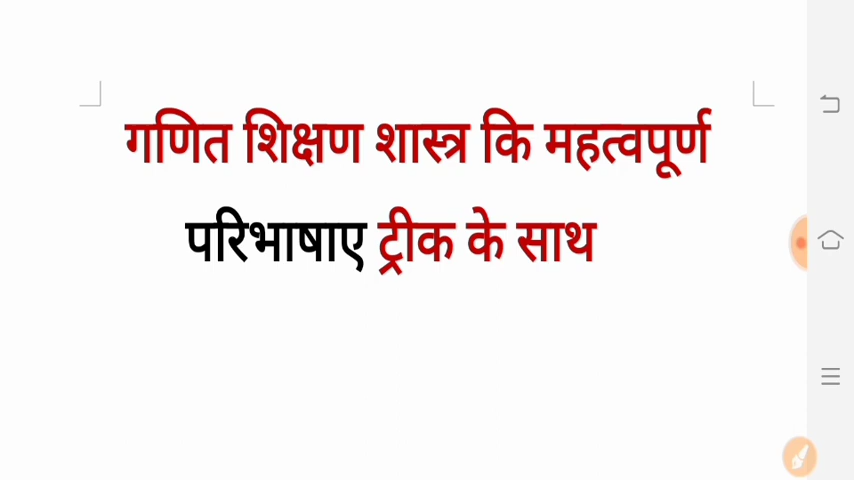 गणित शिक्षण शास्त्र कि महत्वपूर्ण
परिभाषाए ट्रीक के साथ